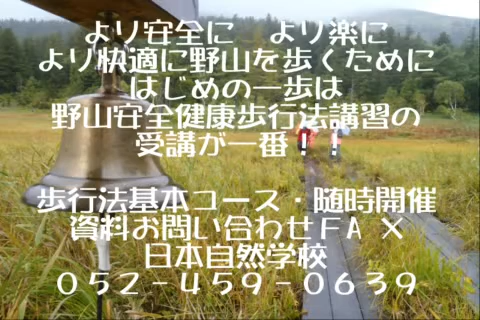 より安全に　より楽に
より快適に野山を歩くために
はじめの一歩は
野山安全健康歩行法講習の
受講が一番！！
歩行法基本コース・随時開催
資料お問い合わせＦＡＸ
日本自然学校
０５２－４５９－０６３９